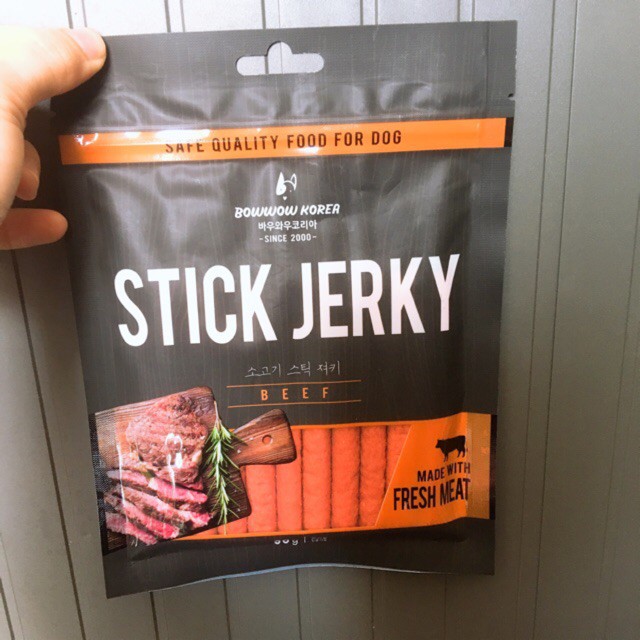 SAFE QUALITY FOOD FOR DOG
BOWWOW KOREA
바우와우코리아
-SINCE 2000-
STICK JERKY
소고기 스틱 져키
BEEF
MADE WITH
FRESH MEAT